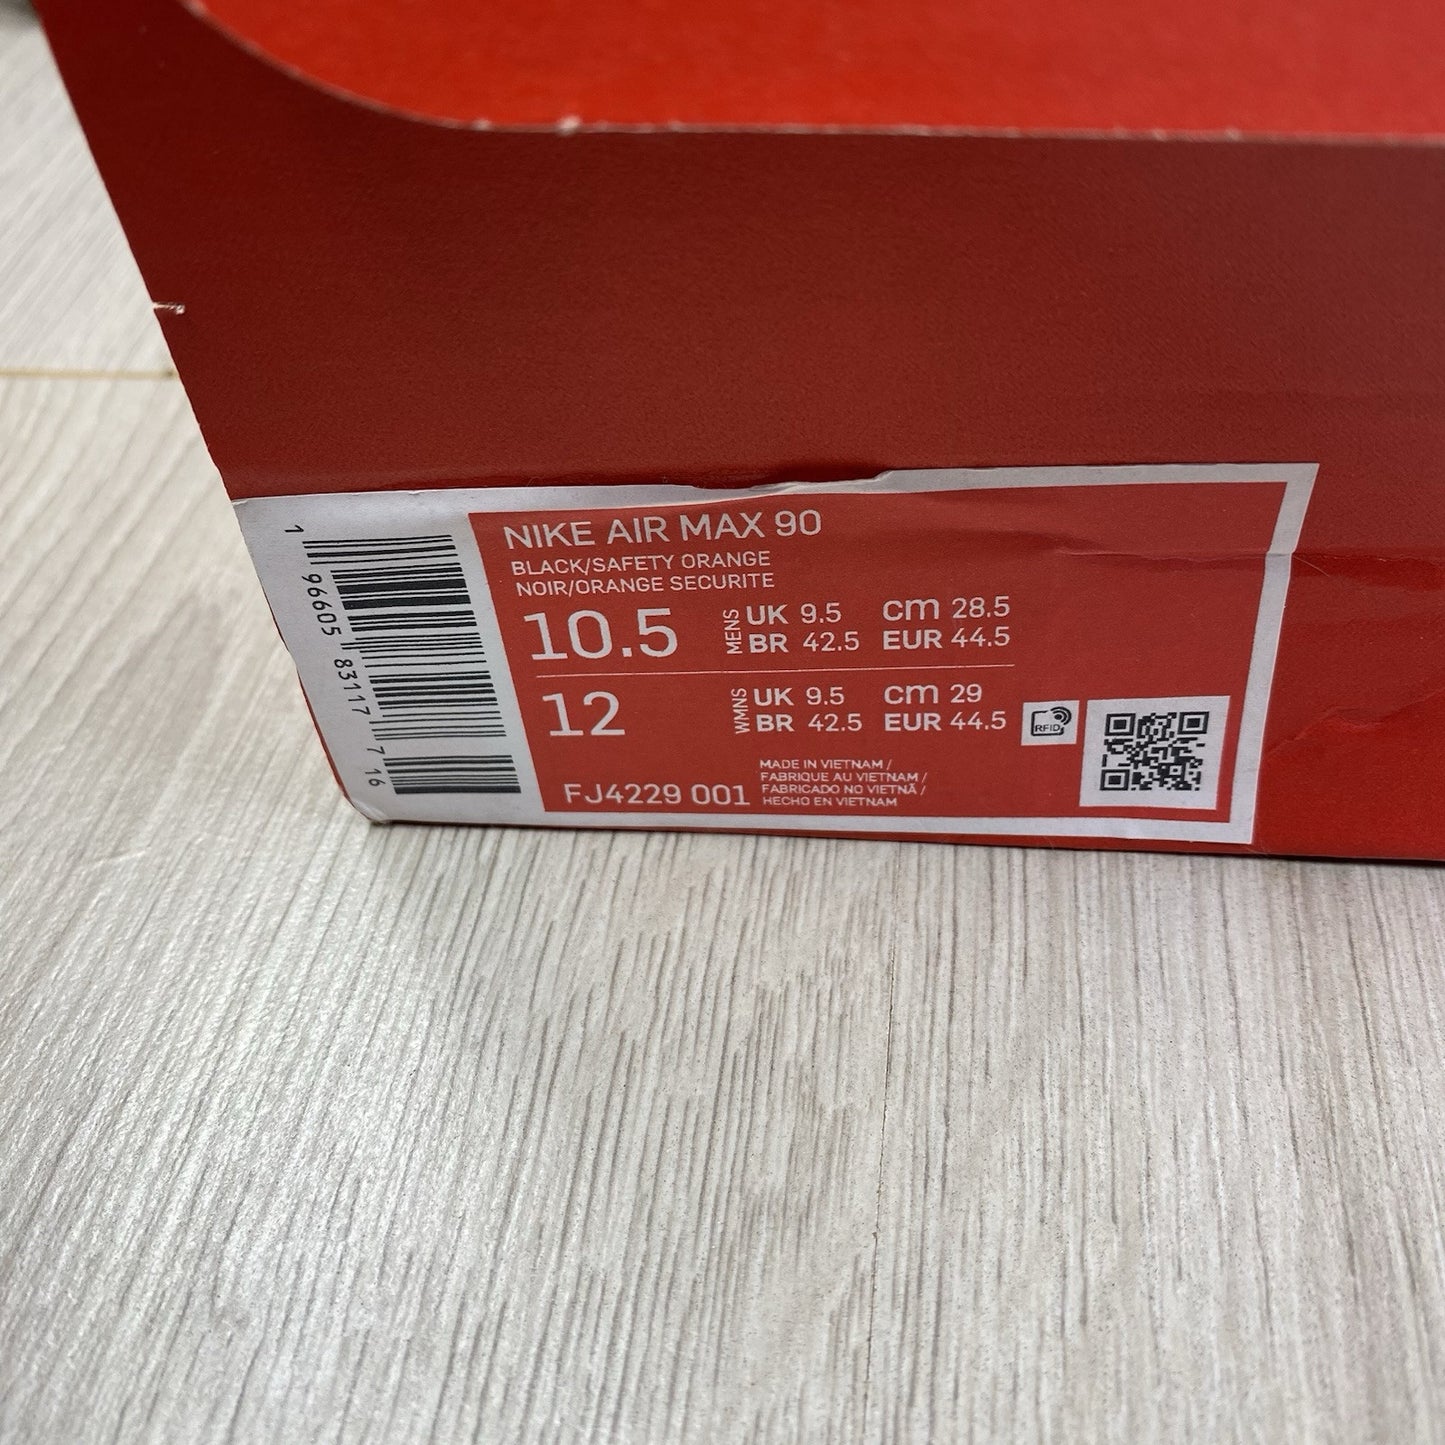 NIKE AIR MAX 90
BLACK/SAFETY ORANGE
NOIR/ORANGE SECURITE
10.5 MENS UK 9.5 cm 28.5
BR 42.5 EUR 44.5
12 WMNS UK 9.5 cm 29
BR 42.5 EUR 44.5
RFID
FJ4229 001
MADE IN VIETNAM /
FABRIQUE AU VIETNAM /
FABRICADO NO VIETNÃ /
HECHO EN VIETNAM
1 96605 83117 7 16